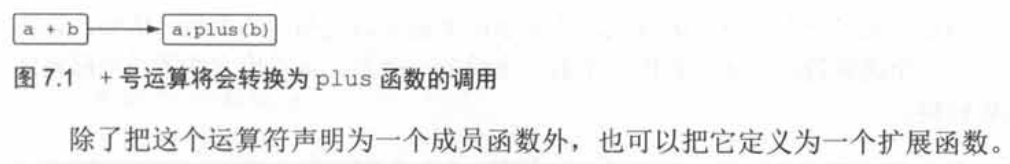 a + b a.plus(b)
图 7.1 + 号运算将会转换为 plus 函数的调用
除了把这个运算符声明为一个成员函数外，也可以把它定义为一个扩展函数。